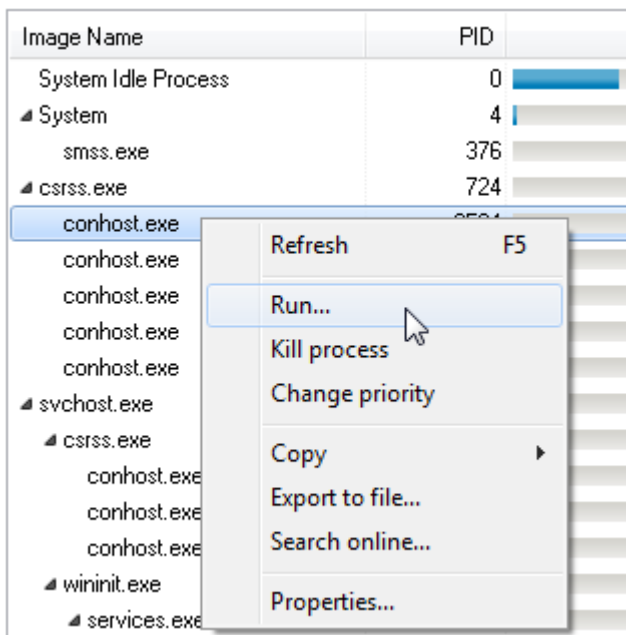 Image Name PID
System Idle Process 0
System 4
smss.exe 376
csrss.exe 724
conhost.exe
conhost.exe
conhost.exe
conhost.exe
conhost.exe
svchost.exe
csrss.exe
conhost.exe
conhost.exe
conhost.exe
wininit.exe
services.exe
Refresh F5
Run...
Kill process
Change priority
Copy
Export to file...
Search online...
Properties...